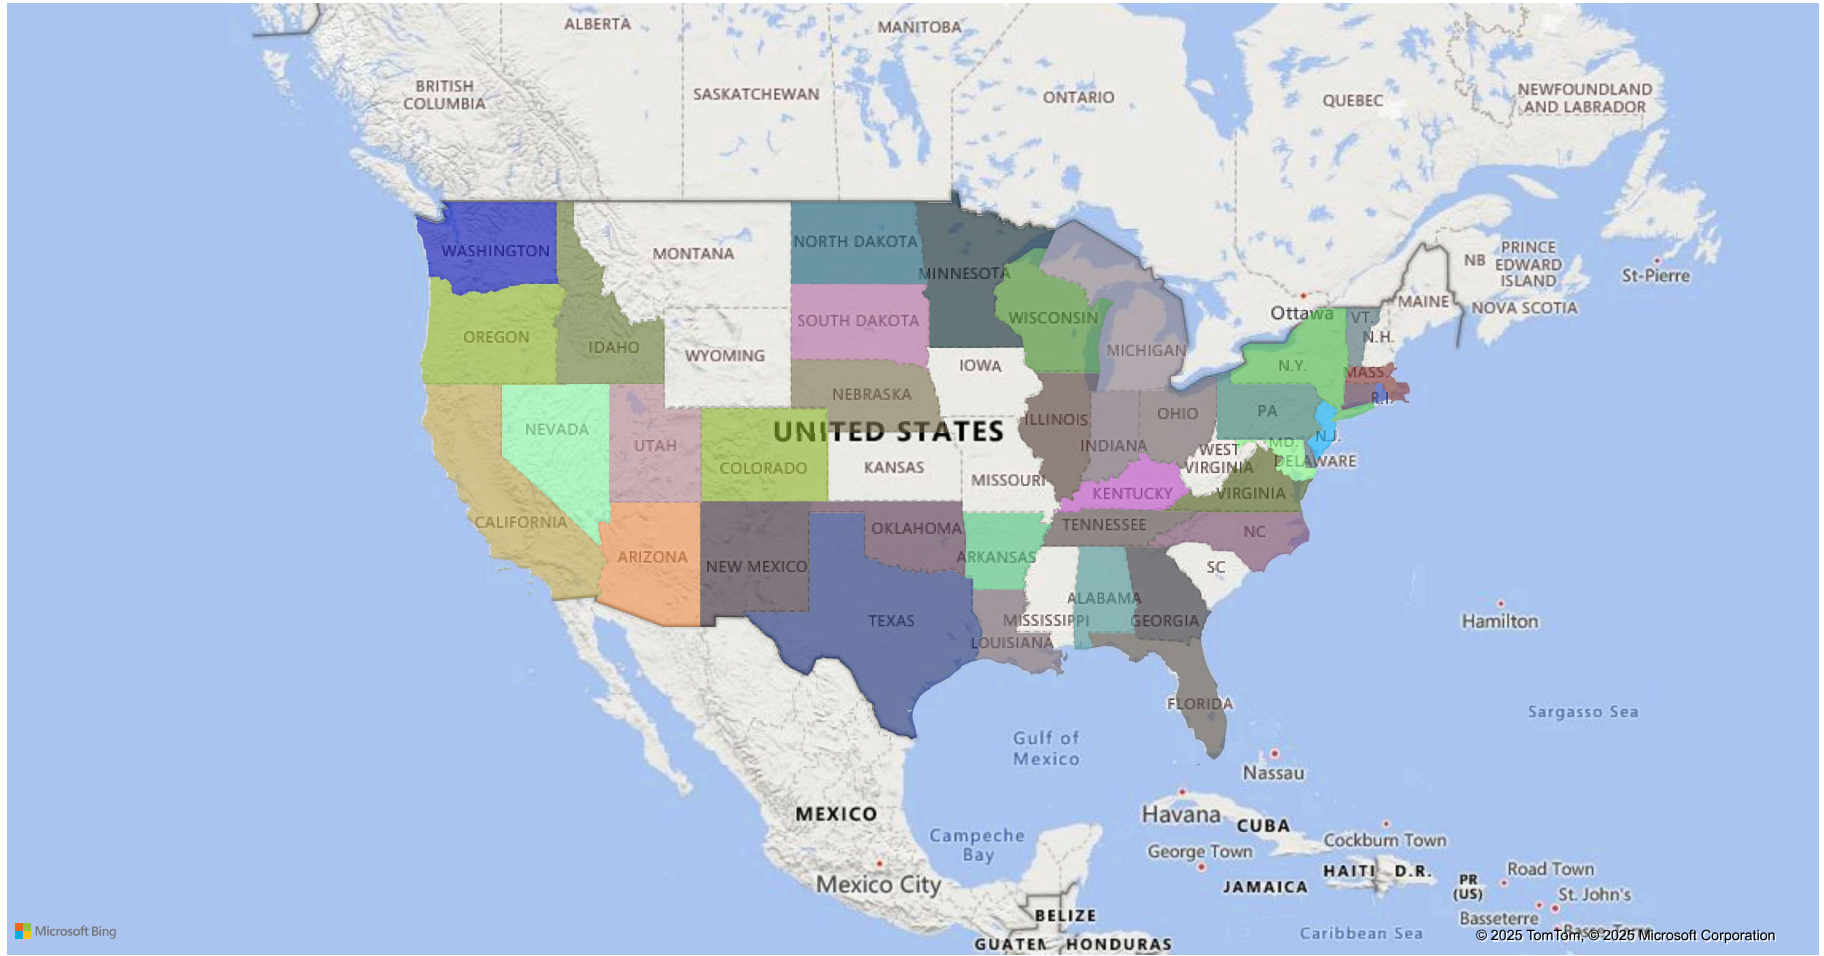 ALBERTA
MANITOBA
BRITISH
COLUMBIA
SASKATCHEWAN
ONTARIO
QUEBEC
NEWFOUNDLAND
AND LABRADOR
WASHINGTON
MONTANA
NORTH DAKOTA
MINNESOTA
NB
PRINCE
EDWARD
ISLAND
St-Pierre
OREGON
IDAHO
WYOMING
SOUTH DAKOTA
WISCONSIN
MICHIGAN
Ottawa
VT.
N.H.
MAINE
NOVA SCOTIA
IOWA
N.Y.
MASS.
R.I.
NEBRASKA
NEVADA
UTAH
COLORADO
UNITED STATES
KANSAS
MISSOURI
ILLINOIS
INDIANA
OHIO
PA
N.J.
MD.
DELAWARE
WEST
VIRGINIA
KENTUCKY
VIRGINIA
CALIFORNIA
ARIZONA
NEW MEXICO
OKLAHOMA
ARKANSAS
TENNESSEE
NC
SC
TEXAS
LOUISIANA
MISSISSIPPI
ALABAMA
GEORGIA
FLORIDA
Hamilton
Sargasso Sea
Gulf of
Mexico
Nassau
MEXICO
Havana
CUBA
Campeche
Bay
George Town
Cockburn Town
Mexico City
JAMAICA
HAITI
D.R.
PR
(US)
Road Town
St. John's
Basseterre
Basse-Terre
BELIZE
GUATEM
HONDURAS
Caribbean Sea
Microsoft Bing
© 2025 TomTom, © 2025 Microsoft Corporation